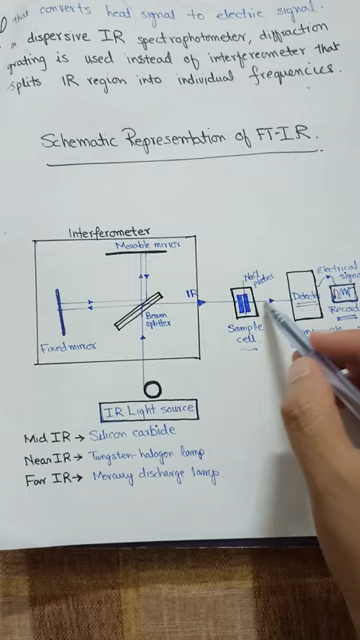 that converts heat signal to electric signal.
dispersive IR spectrophotometer, diffraction
grating is used instead of interfereometer that
splits IR region into individual frequencies.
Schematic Representation of FT-IR.
Interferometer
Movable mirror
NaCl plates
Electrical signal
IR
Detector
Beam splitter
Fixed mirror
Sample cell
IR Light source
Mid IR → Silicon carbide
Near IR → Tungsten-halogen lamp
Far IR → Mercury discharge lamp